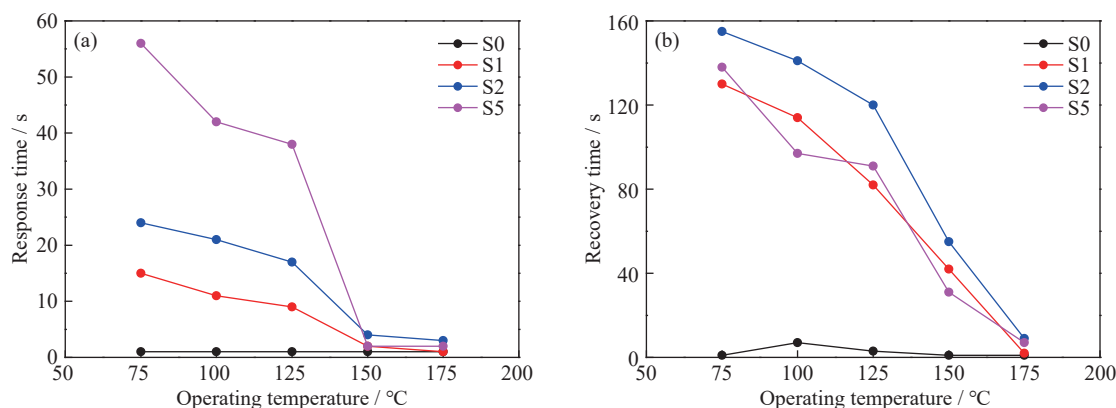 (a)
S0
S1
S2
S5
60
50
40
30
20
10
0
Response time / s
50
75
100
125
150
175
200
Operating temperature / °C
(b)
S0
S1
S2
S5
160
120
80
40
0
Recovery time / s
50
75
100
125
150
175
200
Operating temperature / °C